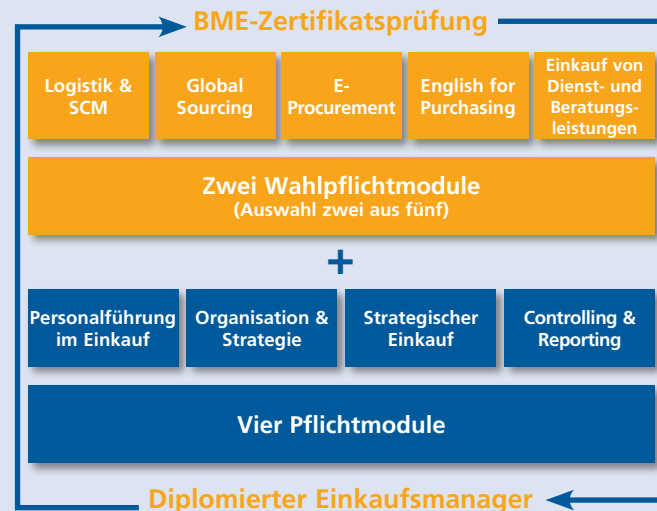 BME-Zertifikatsprüfung
Logistik &
SCM
Global
Sourcing
E-
Procurement
English for
Purchasing
Einkauf von
Dienst- und
Beratungs-
leistungen
Zwei Wahlpflichtmodule
(Auswahl zwei aus fünf)
+
Personalführung
im Einkauf
Organisation &
Strategie
Strategischer
Einkauf
Controlling &
Reporting
Vier Pflichtmodule
Diplomierter Einkaufsmanager